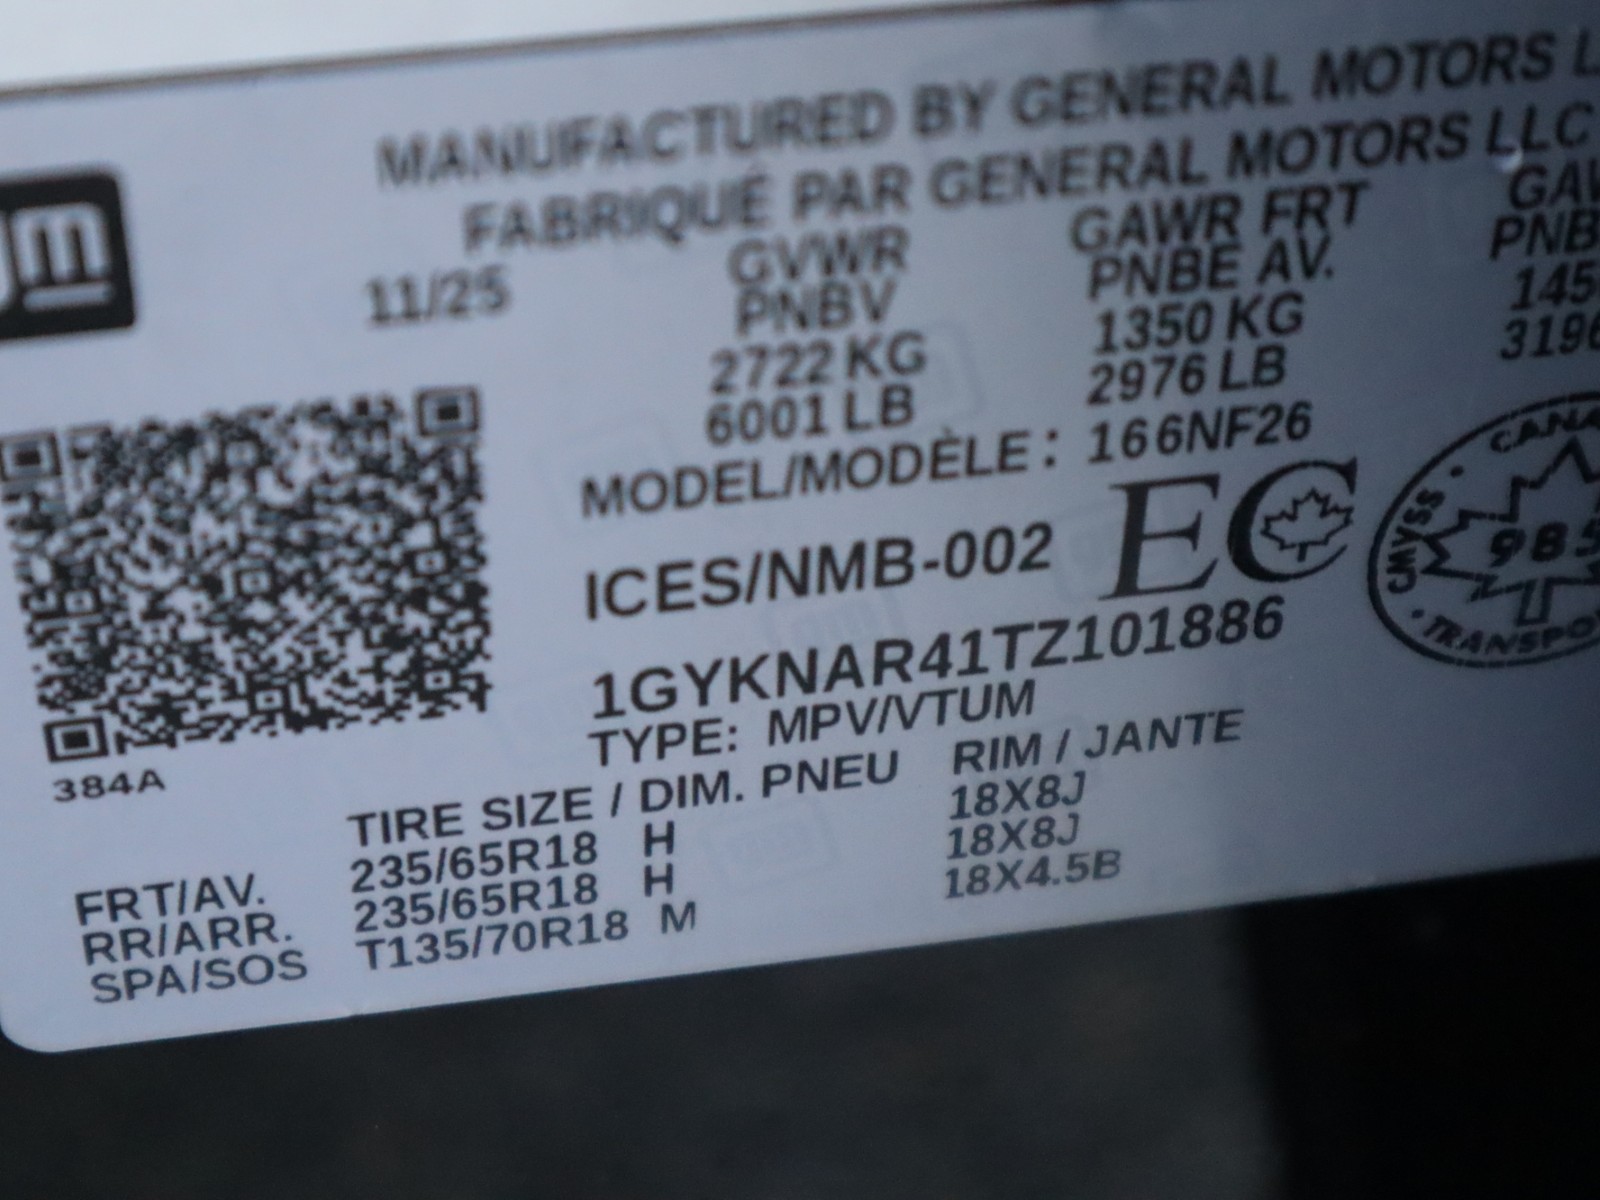 gm
MANUFACTURED BY GENERAL MOTORS
FABRIQUÉ PAR GENERAL MOTORS LLC
11/25
GVWR
PNBV
2722 KG
6001 LB
GAWR FRT
PNBE AV.
1350 KG
2976 LB
MODEL/MODÈLE: 166NF26
ICES/NMB-002
EC
CMVSS
TRANSPO
1GYKNAR41TZ101886
TYPE: MPV/VTUM
384A
TIRE SIZE / DIM. PNEU RIM / JANTE
FRT/AV. 235/65R18 H 18X8J
RR/ARR. 235/65R18 H 18X8J
SPA/SOS T135/70R18 M 18X4.5B